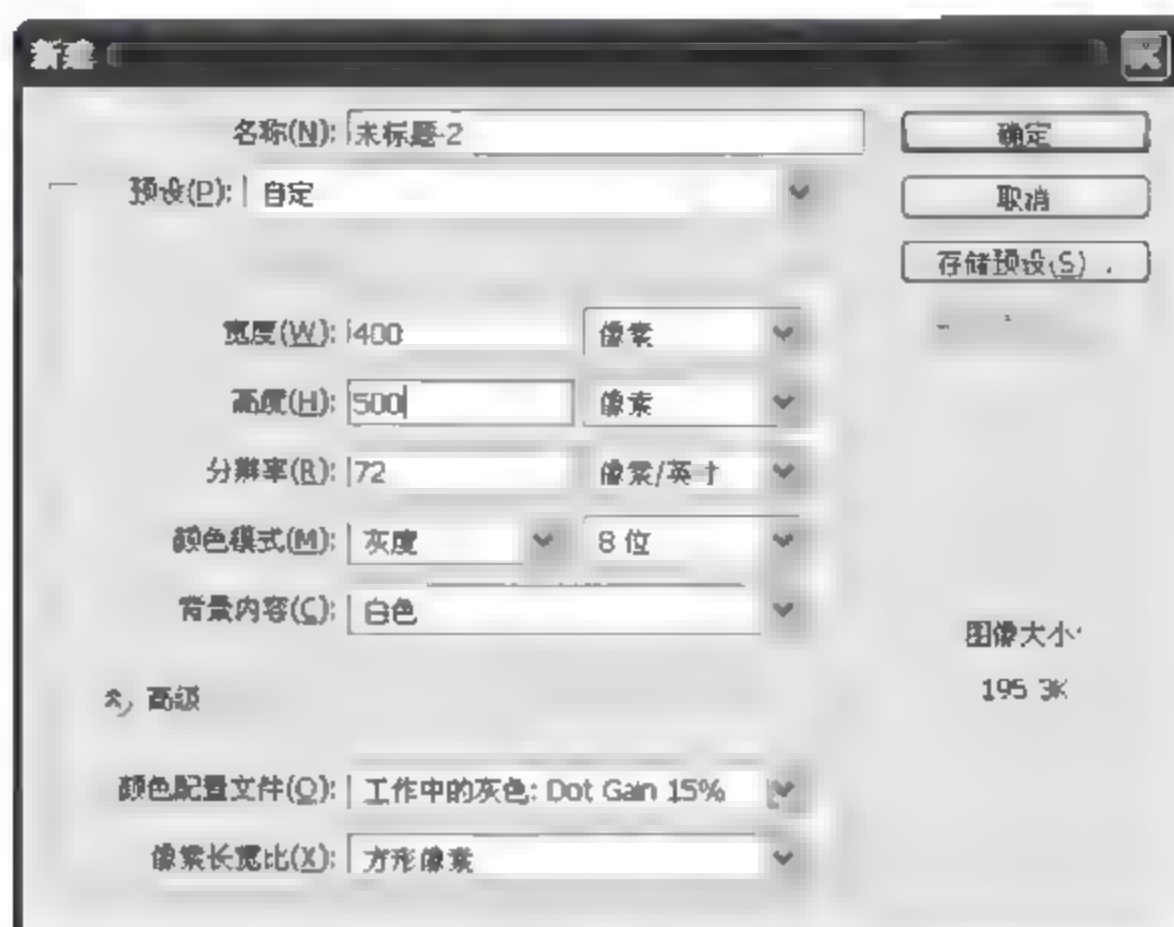 新建
名称(N): 未标题-2
确定
预设(P): 自定
取消
存储预设(S)
宽度(W): 400 像素
高度(H): 500 像素
分辨率(R): 72 像素/英寸
颜色模式(M): 灰度 8 位
背景内容(C): 白色
图像大小:
195.3K
高级
颜色配置文件(O): 工作中的灰色: Dot Gain 15%
像素长宽比(X): 方形像素